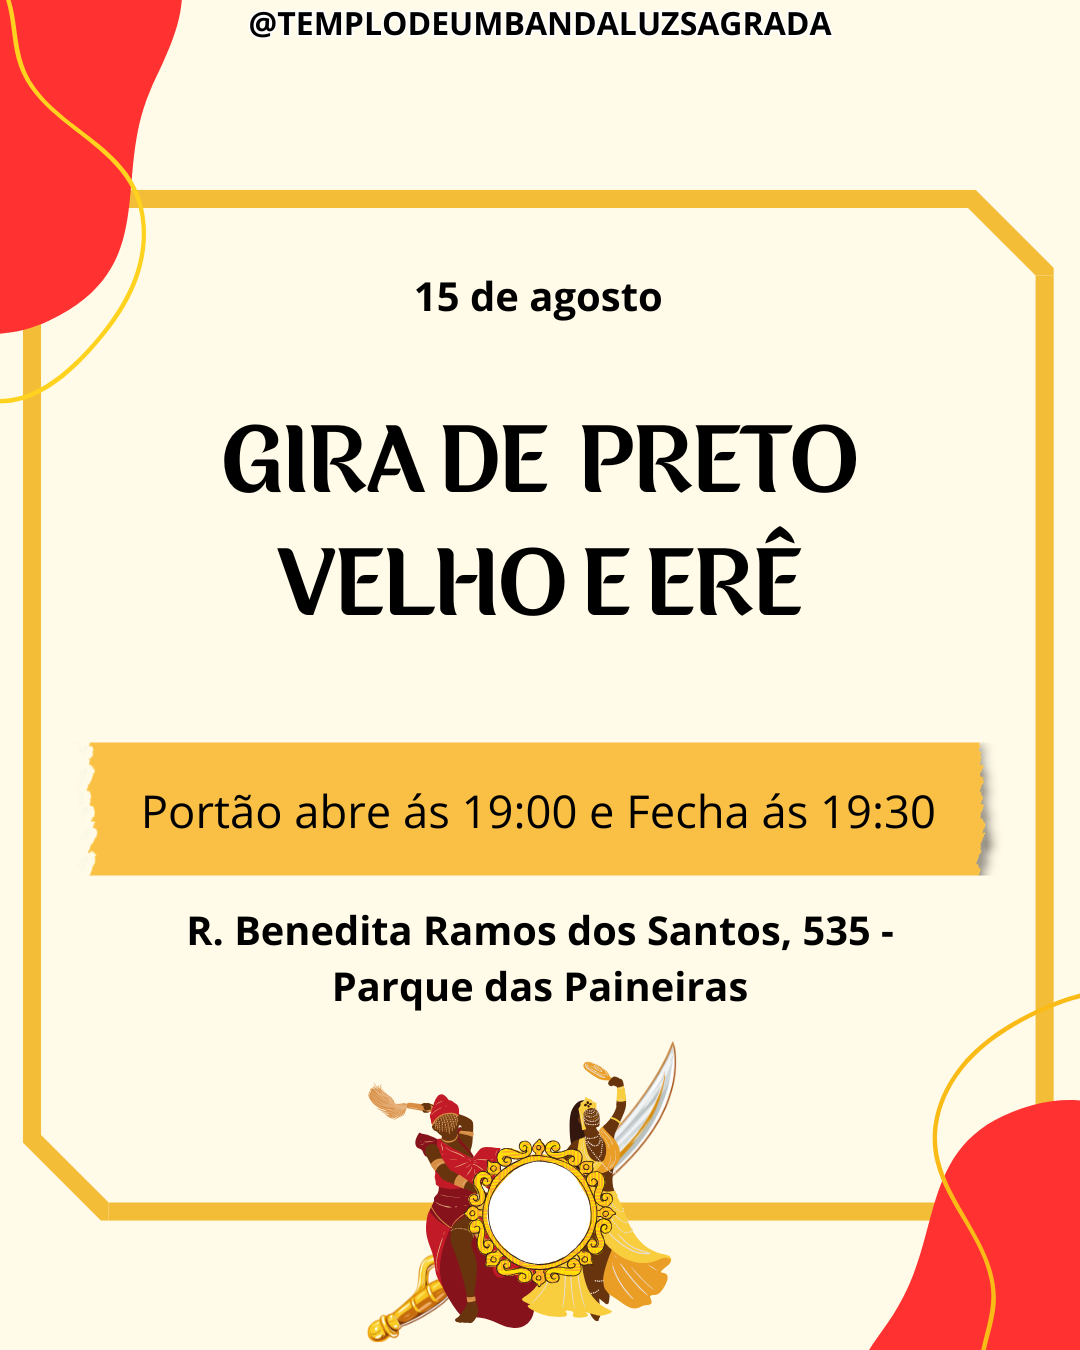 @TEMPLODEUMBANDALUZSAGRADA
15 de agosto
GIRA DE PRETO
VELHO E ERÊ
Portão abre ás 19:00 e Fecha ás 19:30
R. Benedita Ramos dos Santos, 535 -
Parque das Paineiras